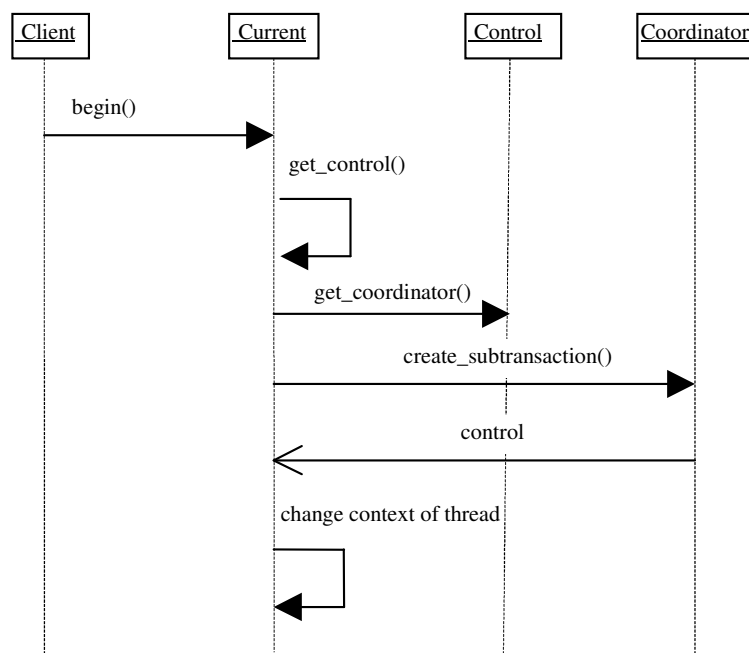 Client
Current
Control
Coordinator
begin()
get_control()
get_coordinator()
create_subtransaction()
control
change context of thread